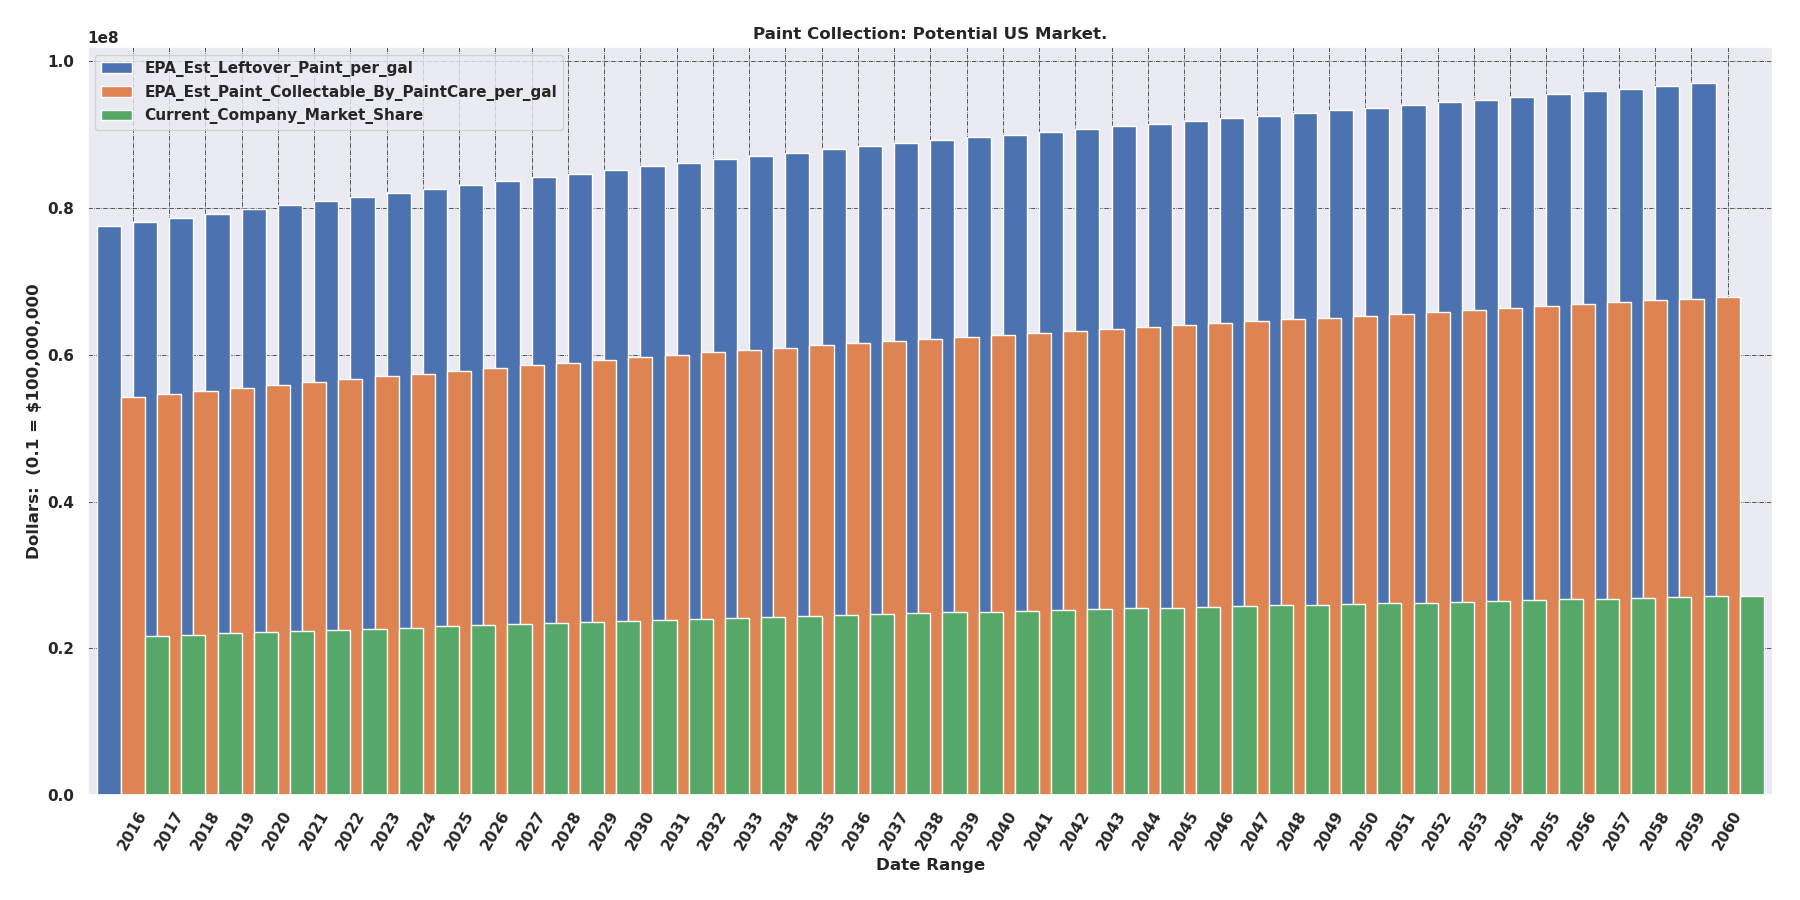 Paint Collection: Potential US Market.
1e8
EPA_Est_Leftover_Paint_per_gal
EPA_Est_Paint_Collectable_By_PaintCare_per_gal
Current_Company_Market_Share
1.0
0.8
0.6
0.4
0.2
0.0
Dollars:  (0.1 = $100,000,000
2016 2017 2018 2019 2020 2021 2022 2023 2024 2025 2026 2027 2028 2029 2030 2031 2032 2033 2034 2035 2036 2037 2038 2039 2040 2041 2042 2043 2044 2045 2046 2047 2048 2049 2050 2051 2052 2053 2054 2055 2056 2057 2058 2059 2060
Date Range